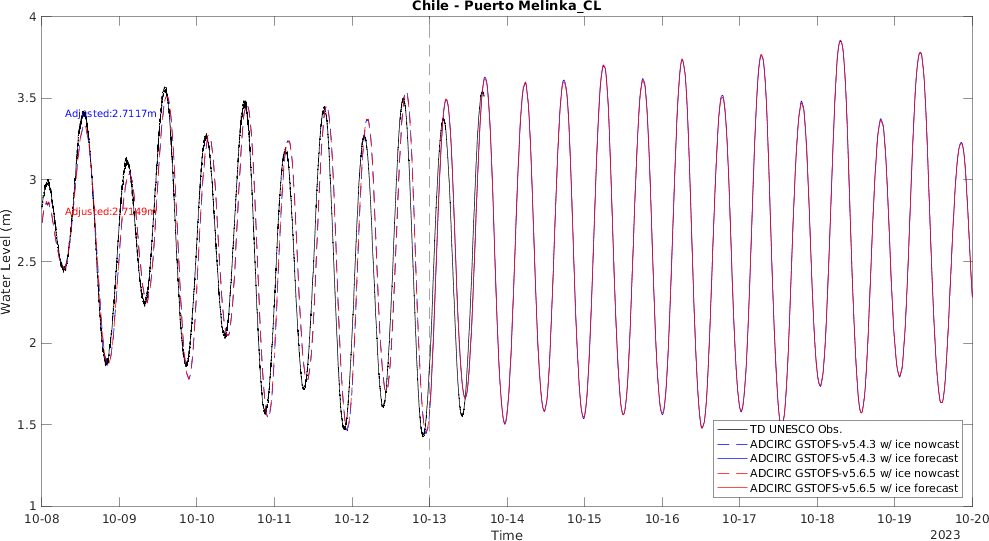 Chile - Puerto Melinka_CL
4
3.5
3
2.5
2
1.5
1
Water Level (m)
Adjusted:2.7117m
Adjusted:2.7149m
TD UNESCO Obs.
ADCIRC GSTOFS-v5.4.3 w/ ice nowcast
ADCIRC GSTOFS-v5.4.3 w/ ice forecast
ADCIRC GSTOFS-v5.6.5 w/ ice nowcast
ADCIRC GSTOFS-v5.6.5 w/ ice forecast
10-08 10-09 10-10 10-11 10-12 10-13 10-14 10-15 10-16 10-17 10-18 10-19 10-20
Time
2023